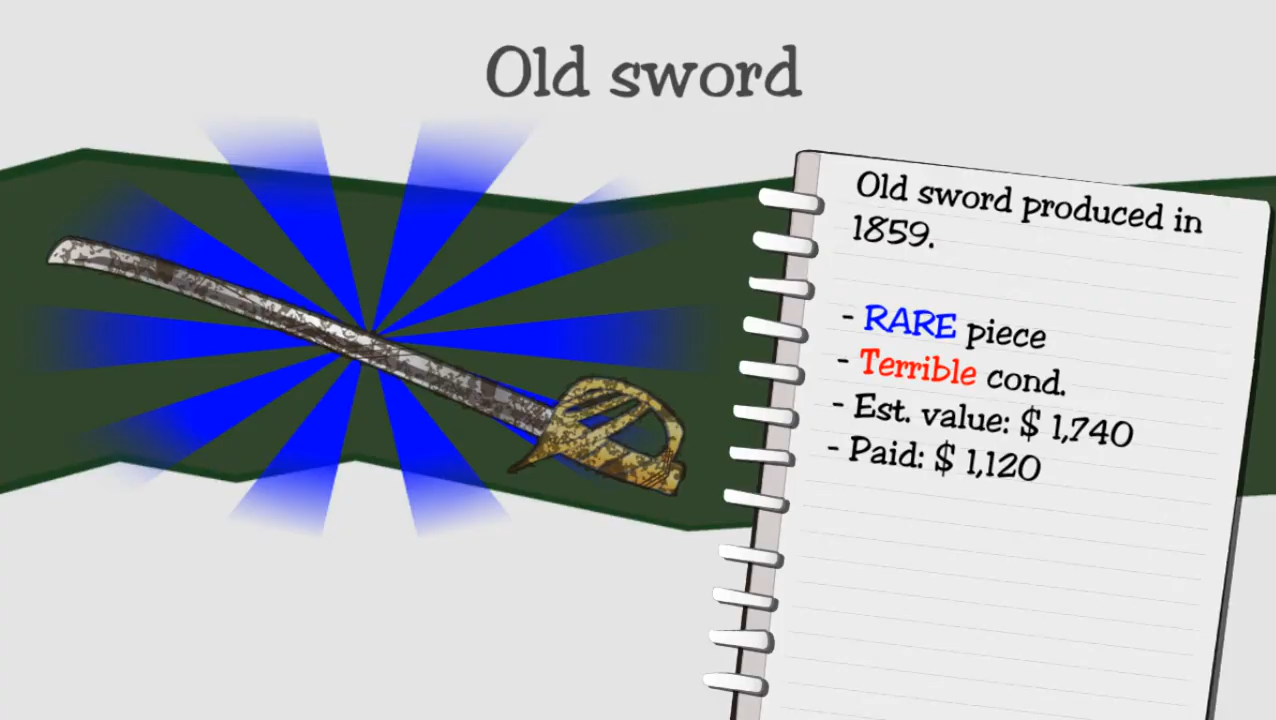 Old sword
Old sword produced in
1859.
- RARE piece
- Terrible cond.
- Est. value: $ 1,740
- Paid: $ 1,120